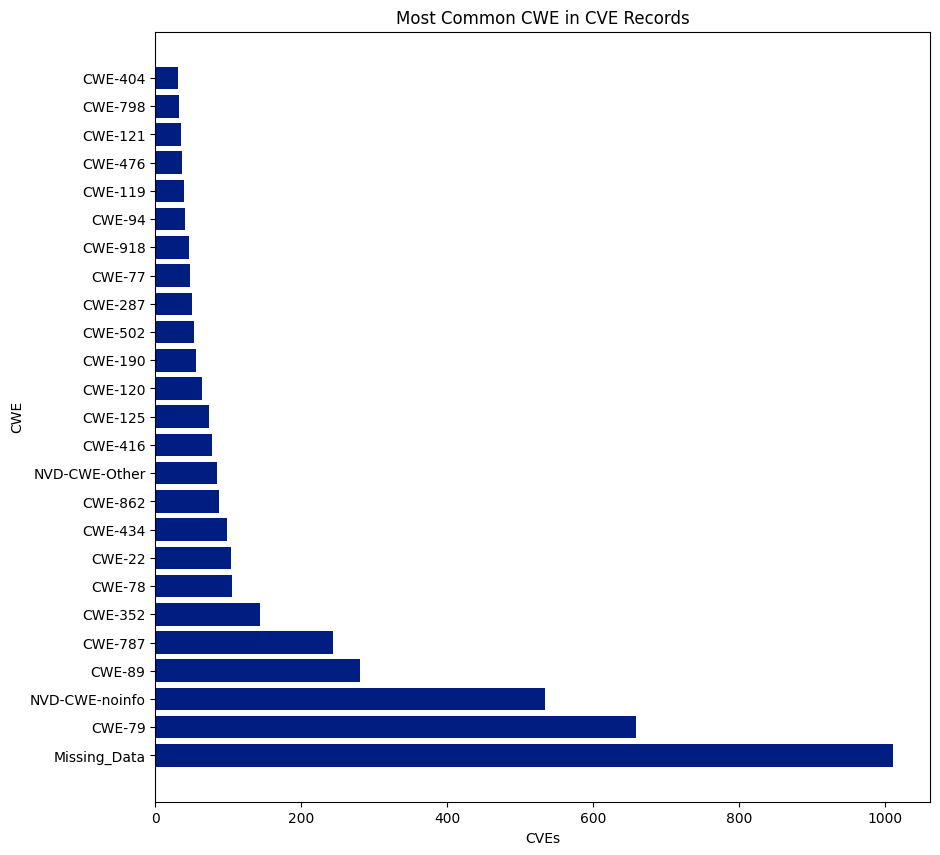 Most Common CWE in CVE Records
CWE-404
CWE-798
CWE-121
CWE-476
CWE-119
CWE-94
CWE-918
CWE-77
CWE-287
CWE-502
CWE-190
CWE-120
CWE-125
CWE-416
NVD-CWE-Other
CWE-862
CWE-434
CWE-22
CWE-78
CWE-352
CWE-787
CWE-89
NVD-CWE-noinfo
CWE-79
Missing_Data
CWE
0 200 400 600 800 1000
CVEs